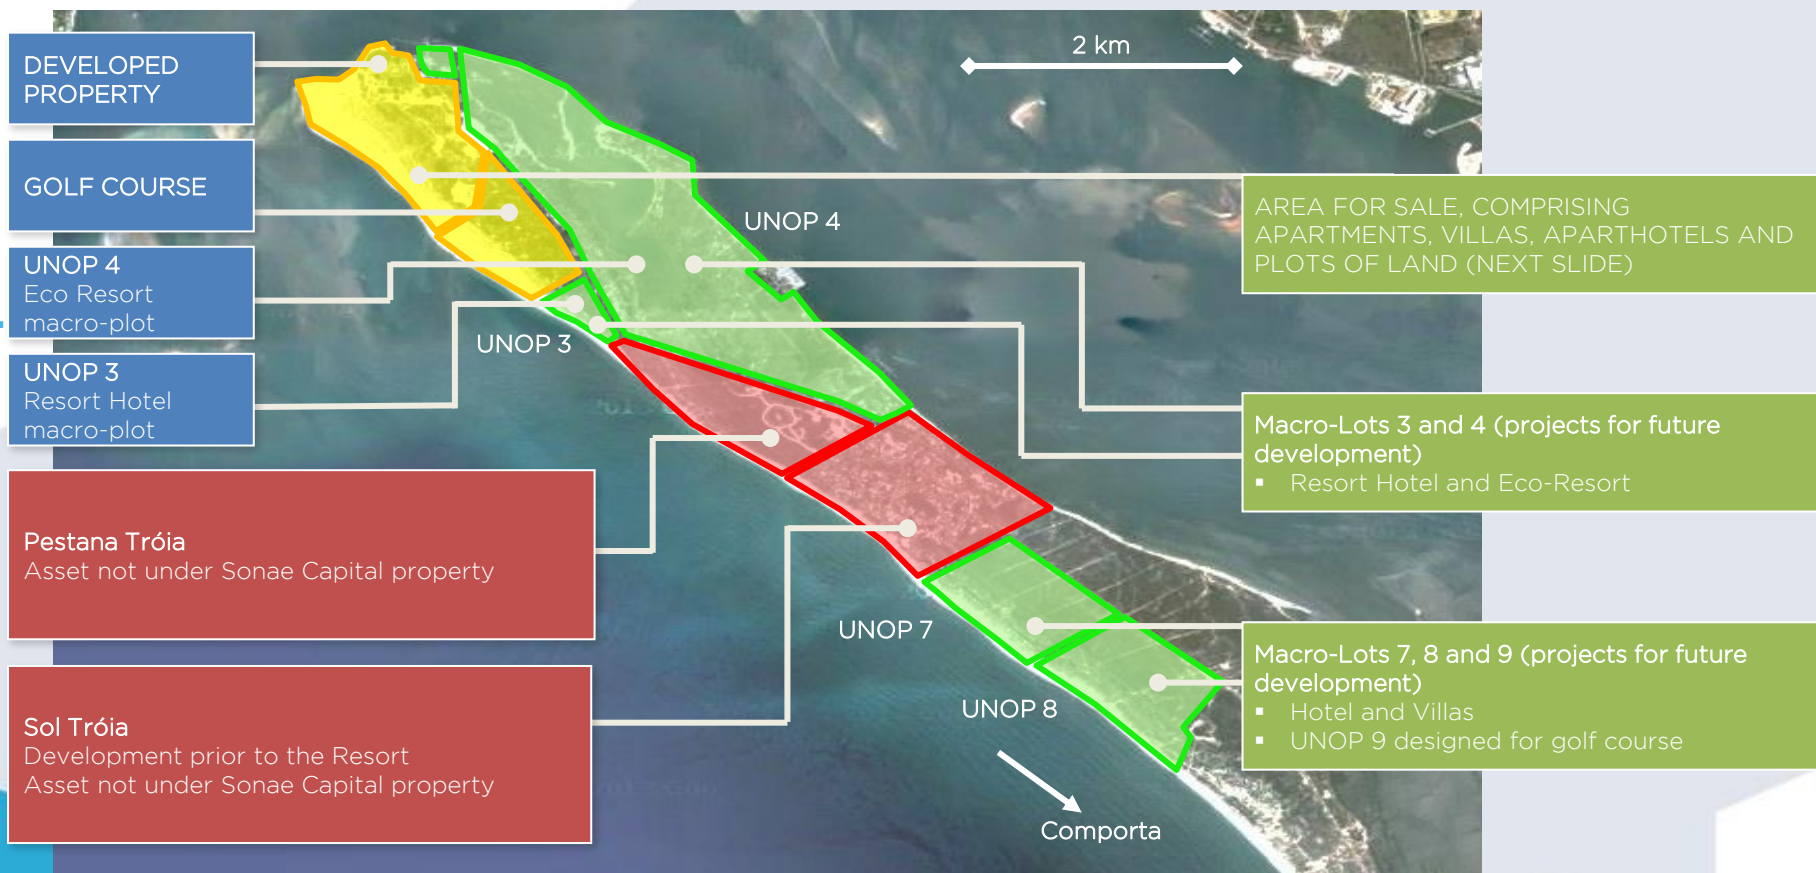 DEVELOPED
PROPERTY
GOLF COURSE
UNOP 4
Eco Resort
macro-plot
UNOP 3
Resort Hotel
macro-plot
Pestana Tróia
Asset not under Sonae Capital property
Sol Tróia
Development prior to the Resort
Asset not under Sonae Capital property
2 km
UNOP 4
UNOP 3
UNOP 7
UNOP 8
Comporta
AREA FOR SALE, COMPRISING
APARTMENTS, VILLAS, APARTHOTELS AND
PLOTS OF LAND (NEXT SLIDE)
Macro-Lots 3 and 4 (projects for future
development)
▪ Resort Hotel and Eco-Resort
Macro-Lots 7, 8 and 9 (projects for future
development)
▪ Hotel and Villas
▪ UNOP 9 designed for golf course